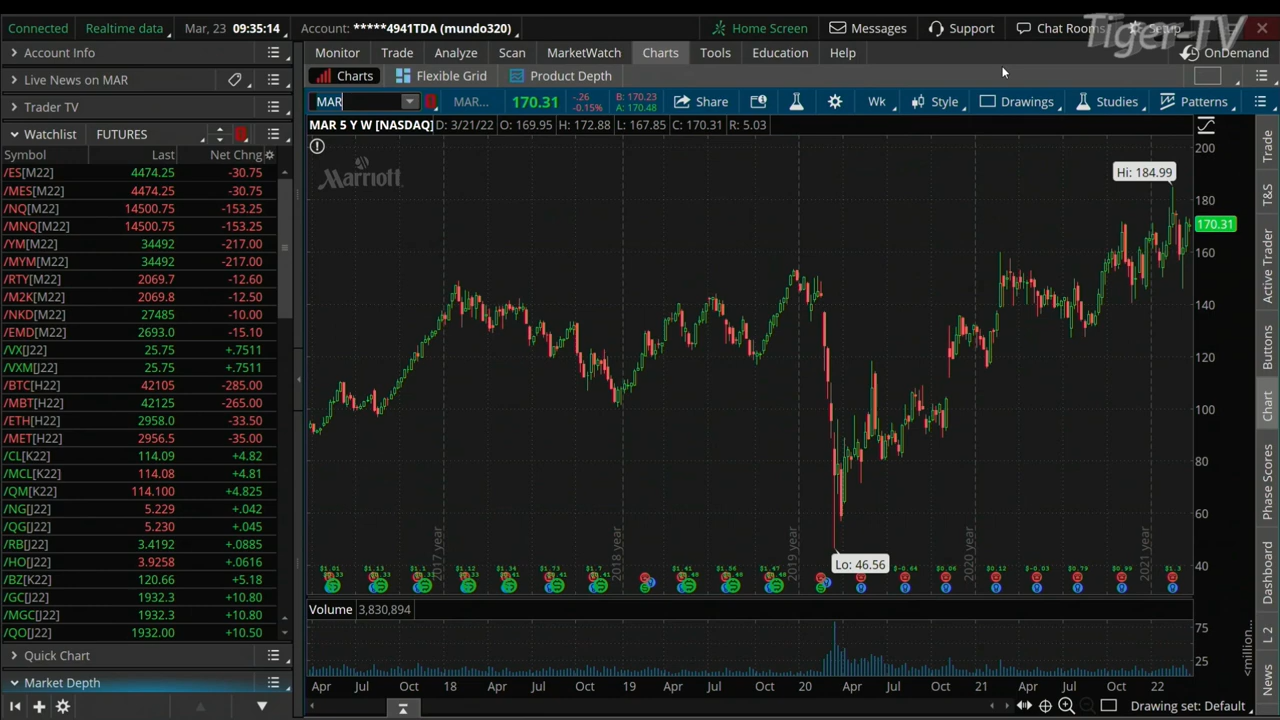 Connected Realtime data Mar, 23 09:35:14 Account: *****4941TDA (mundo320) Home Screen Messages Support Chat Rooms Setup
Tiger-TV
Account Info Monitor Trade Analyze Scan MarketWatch Charts Tools Education Help OnDemand
Live News on MAR Charts Flexible Grid Product Depth
Trader TV MAR MAR... 170.31 -.26 -0.15% B: 170.23 A: 170.48 Share Wk Style Drawings Studies Patterns
Watchlist FUTURES MAR 5 Y W [NASDAQ] D: 3/21/22 O: 169.95 H: 172.88 L: 167.85 C: 170.31 R: 5.03
Symbol Last Net Chng
/ES[M22] 4474.25 -30.75
/MES[M22] 4474.25 -30.75
/NQ[M22] 14500.75 -153.25
/MNQ[M22] 14500.75 -153.25
/YM[M22] 34492 -217.00
/MYM[M22] 34492 -217.00
/RTY[M22] 2069.7 -12.60
/M2K[M22] 2069.8 -12.50
/NKD[M22] 27485 -10.00
/EMD[M22] 2693.0 -15.10
/VX[J22] 25.75 +.7511
/VXM[J22] 25.75 +.7511
/BTC[H22] 42105 -285.00
/MBT[H22] 42125 -265.00
/ETH[H22] 2958.0 -33.50
/MET[H22] 2956.5 -35.00
/CL[K22] 114.09 +4.82
/MCL[K22] 114.08 +4.81
/QM[K22] 114.100 +4.825
/NG[J22] 5.229 +.042
/QG[J22] 5.230 +.045
/RB[J22] 3.4192 +.0885
/HO[J22] 3.9258 +.0616
/BZ[K22] 120.66 +5.18
/GC[J22] 1932.3 +10.80
/MGC[J22] 1932.3 +10.80
/QO[J22] 1932.00 +10.50
Quick Chart
Market Depth
Marriott
Hi: 184.99
170.31
Lo: 46.56
200
180
160
140
120
100
80
60
40
2017 year 2018 year 2019 year 2020 year 2021 year
Volume 3,830,894
75
25
<million...
Apr Jul Oct 18 Apr Jul Oct 19 Apr Jul Oct 20 Apr Jul Oct 21 Apr Jul Oct 22
Drawing set: Default
Trade
T&S
Active Trader
Buttons
Chart
Phase Scores
Dashboard
L 2
News